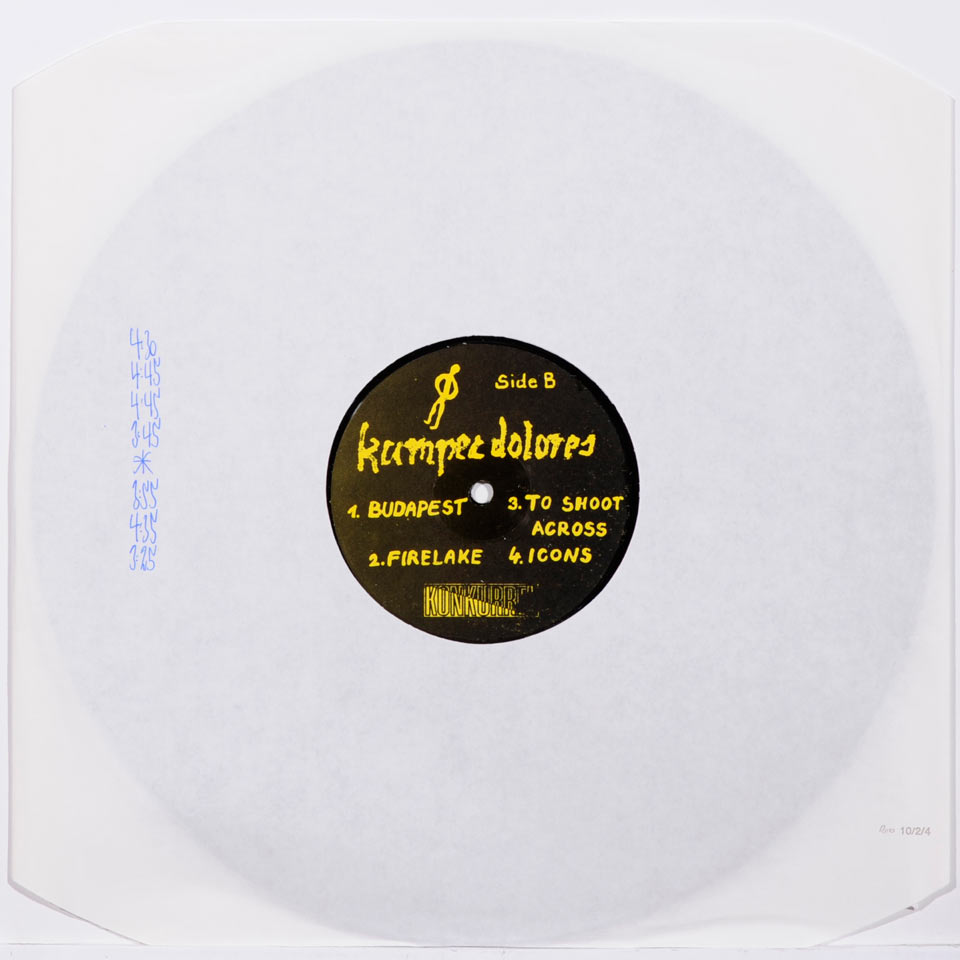 4:30
4:45
4:45
3:45
*
3:55
4:35
3:25
Side B
kampec dolores
1. BUDAPEST
2. FIRELAKE
3. TO SHOOT
ACROSS
4. ICONS
10/2/4